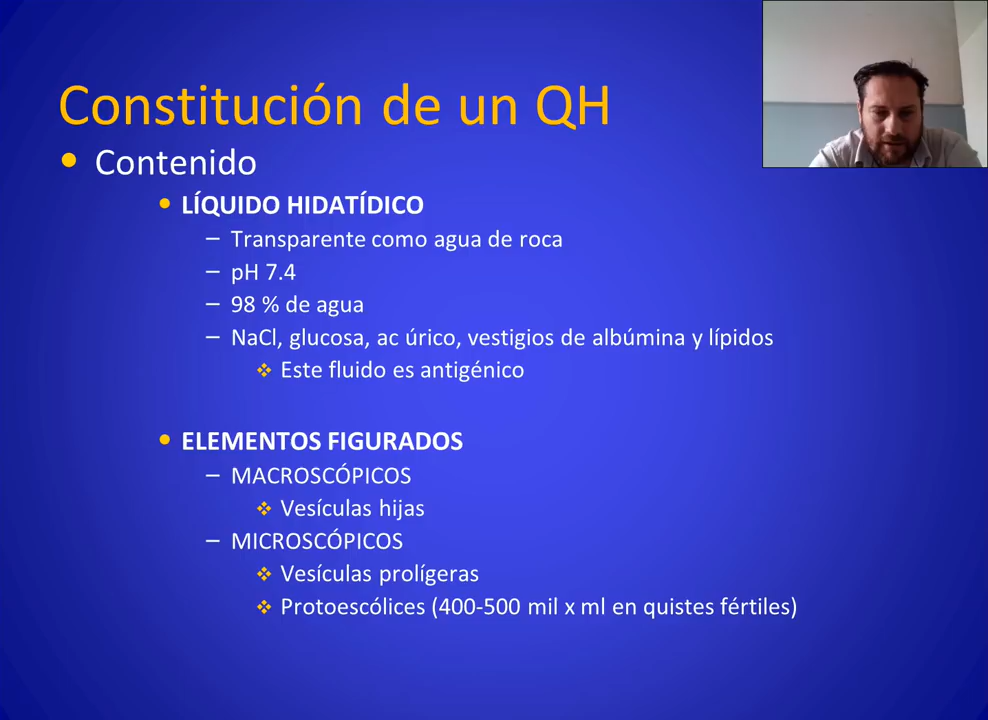 Constitución de un QH
• Contenido
• LÍQUIDO HIDATÍDICO
– Transparente como agua de roca
– pH 7.4
– 98 % de agua
– NaCl, glucosa, ac úrico, vestigios de albúmina y lípidos
❖ Este fluido es antigénico
• ELEMENTOS FIGURADOS
– MACROSCÓPICOS
❖ Vesículas hijas
– MICROSCÓPICOS
❖ Vesículas prolígeras
❖ Protoescólices (400-500 mil x ml en quistes fértiles)